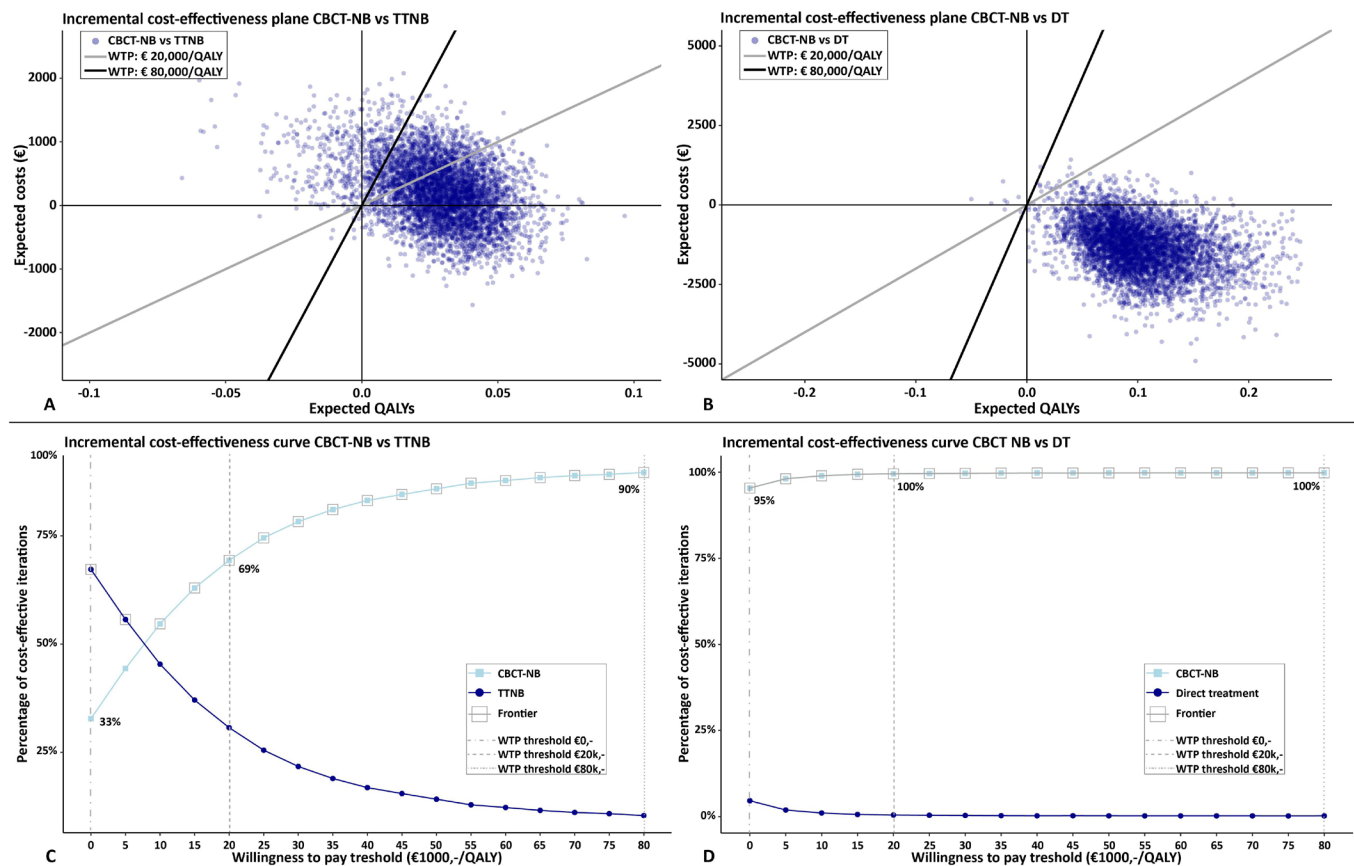 Incremental cost-effectiveness plane CBCT-NB vs TTNB
CBCT-NB vs TTNB
WTP: € 20,000/QALY
WTP: € 80,000/QALY
2000
1000
0
-1000
-2000
Expected costs (€)
-0.1
-0.05
0.0
0.05
0.1
Expected QALYs
A
Incremental cost-effectiveness plane CBCT-NB vs DT
CBCT-NB vs DT
WTP: € 20,000/QALY
WTP: € 80,000/QALY
5000
2500
0
-2500
-5000
Expected costs (€)
-0.2
-0.1
0.0
0.1
0.2
Expected QALYs
B
Incremental cost-effectiveness curve CBCT-NB vs TTNB
100%
75%
50%
25%
Percentage of cost-effective iterations
33%
69%
90%
CBCT-NB
TTNB
Frontier
WTP threshold €0,-
WTP threshold €20k,-
WTP threshold €80k,-
0 5 10 15 20 25 30 35 40 45 50 55 60 65 70 75 80
Willingness to pay treshold (€1000,-/QALY)
C
Incremental cost-effectiveness curve CBCT NB vs DT
100%
75%
50%
25%
0%
Percentage of cost-effective iterations
95%
100%
100%
CBCT-NB
Direct treatment
Frontier
WTP threshold €0,-
WTP threshold €20k,-
WTP threshold €80k,-
0 5 10 15 20 25 30 35 40 45 50 55 60 65 70 75 80
Willingness to pay treshold (€1000,-/QALY)
D